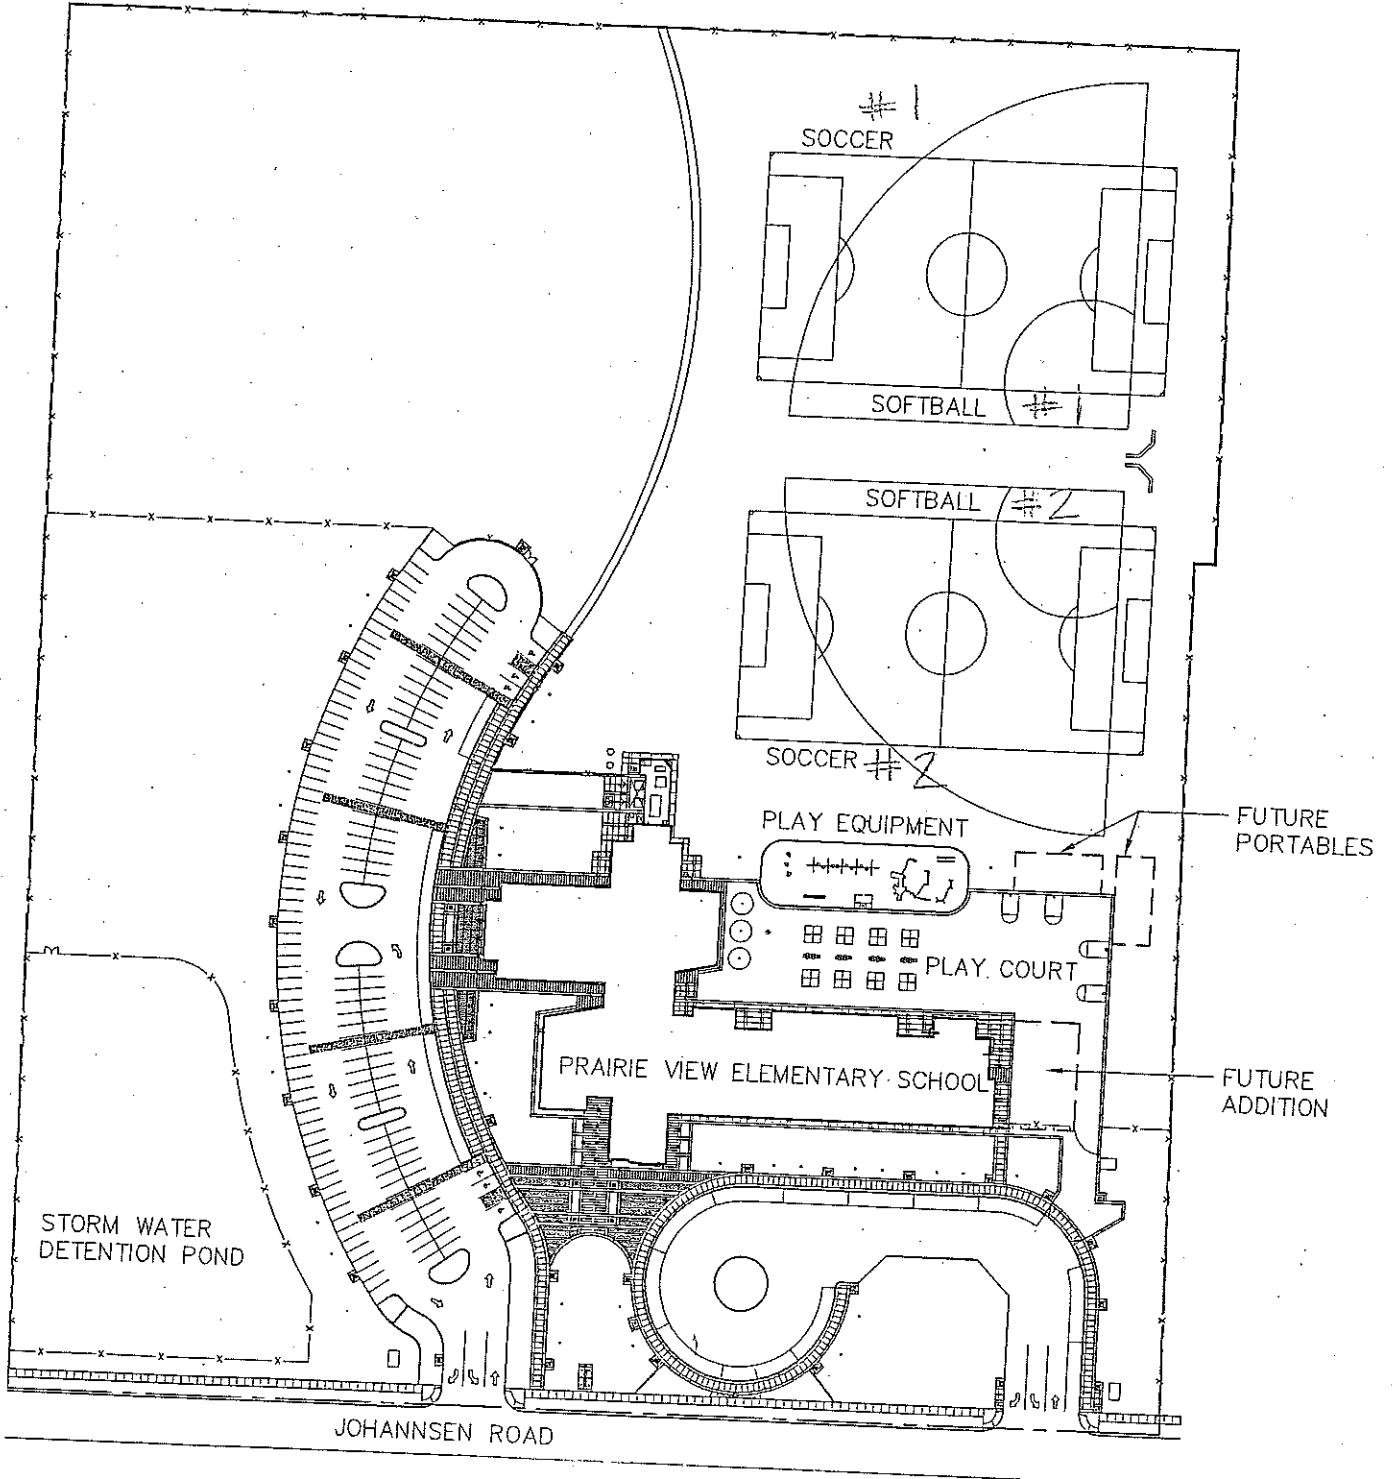 #1
SOCCER
SOFTBALL #1
SOFTBALL #2
SOCCER #2
PLAY EQUIPMENT
FUTURE
PORTABLES
PLAY COURT
PRAIRIE VIEW ELEMENTARY SCHOOL
FUTURE
ADDITION
STORM WATER
DETENTION POND
JOHANNSEN ROAD